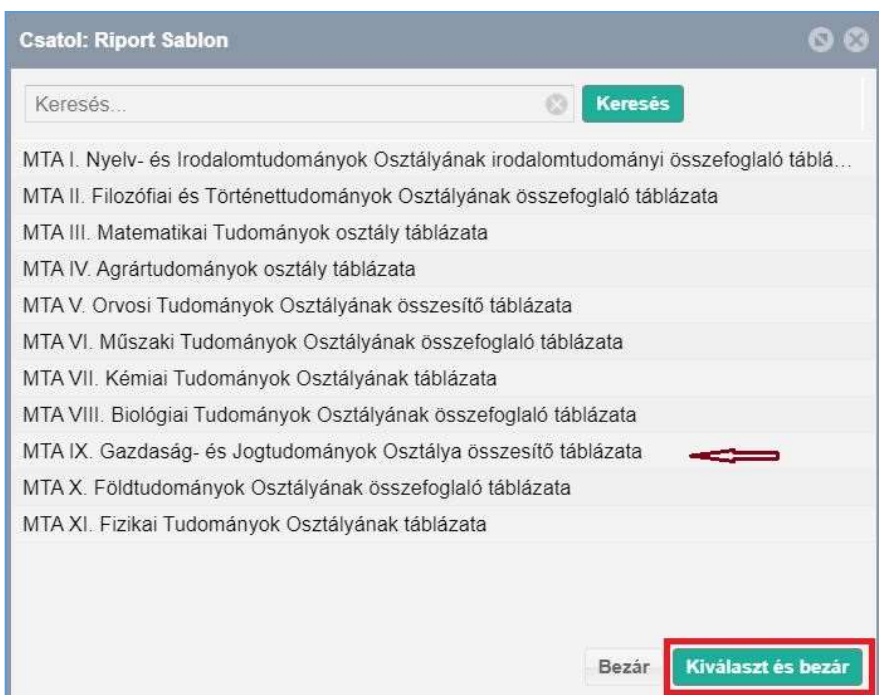 Csatol: Riport Sablon
Keresés...
Keresés
MTA I. Nyelv- és Irodalomtudományok Osztályának irodalomtudományi összefoglaló táblá...
MTA II. Filozófiai és Történettudományok Osztályának összefoglaló táblázata
MTA III. Matematikai Tudományok osztály táblázata
MTA IV. Agrártudományok osztály táblázata
MTA V. Orvosi Tudományok Osztályának összesítő táblázata
MTA VI. Műszaki Tudományok Osztályának összefoglaló táblázata
MTA VII. Kémiai Tudományok Osztályának táblázata
MTA VIII. Biológiai Tudományok Osztályának összefoglaló táblázata
MTA IX. Gazdaság- és Jogtudományok Osztálya összesítő táblázata
MTA X. Földtudományok Osztályának összefoglaló táblázata
MTA XI. Fizikai Tudományok Osztályának táblázata
Bezár
Kiválaszt és bezár